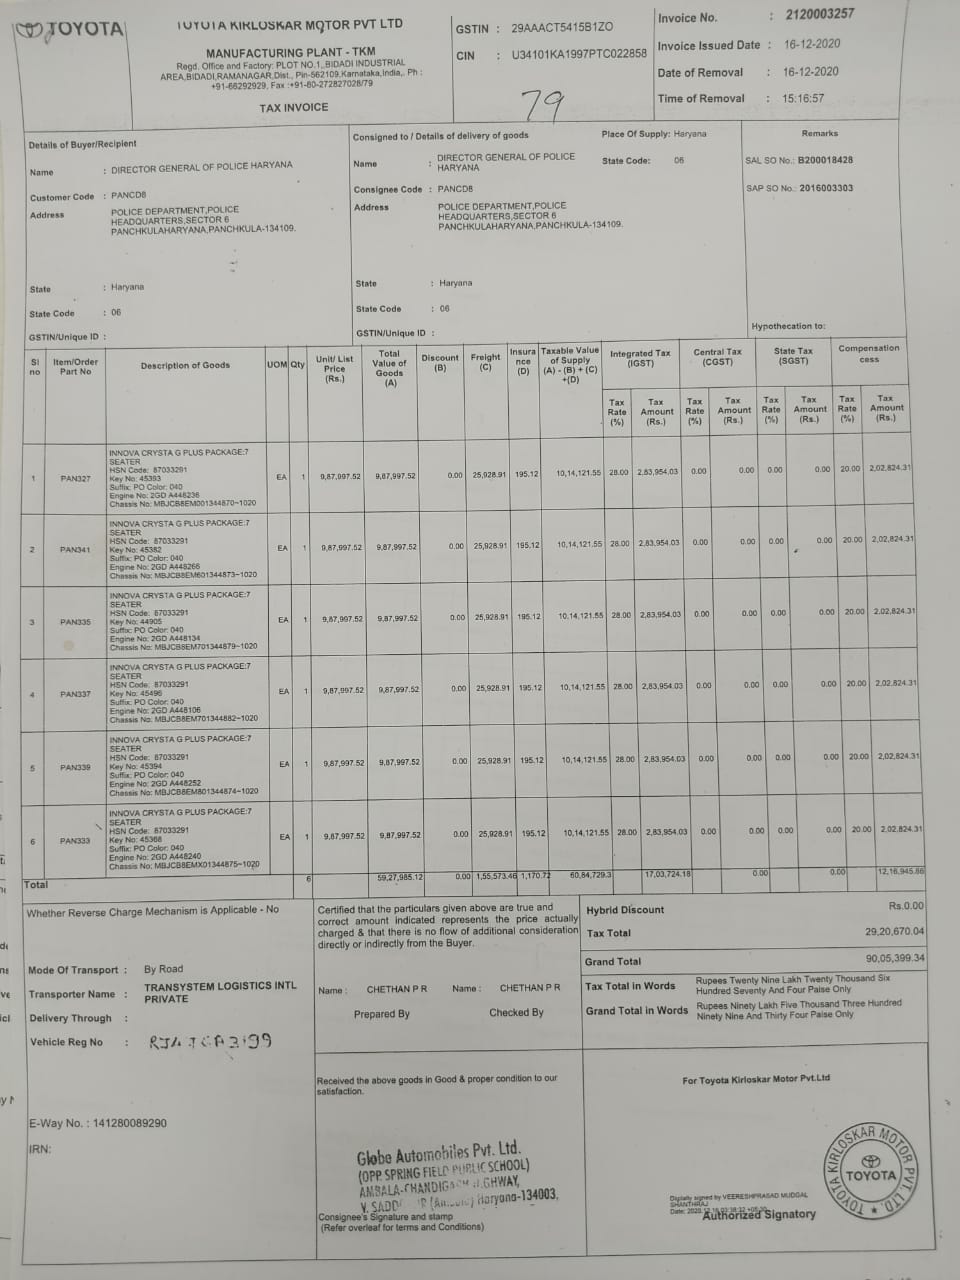 TOYOTA
TOYOTA KIRLOSKAR MOTOR PVT LTD
MANUFACTURING PLANT - TKM
Regd. Office and Factory: PLOT NO.1,,BIDADI INDUSTRIAL
AREA,BIDADI,RAMANAGAR,Dist., Pin-562109,Karnataka,India,. Ph :
+91-66292929, Fax :+91-80-272827028/79
TAX INVOICE
GSTIN : 29AAACT5415B1ZO
CIN : U34101KA1997PTC022858
79
Invoice No. : 2120003257
Invoice Issued Date : 16-12-2020
Date of Removal : 16-12-2020
Time of Removal : 15:16:57
Details of Buyer/Recipient
Name : DIRECTOR GENERAL OF POLICE HARYANA
Customer Code : PANCD8
Address POLICE DEPARTMENT,POLICE
HEADQUARTERS,SECTOR 6
PANCHKULAHARYANA,PANCHKULA-134109.
State : Haryana
State Code : 06
GSTIN/Unique ID :
Consigned to / Details of delivery of goods
Name : DIRECTOR GENERAL OF POLICE
HARYANA
Consignee Code : PANCD8
Address POLICE DEPARTMENT,POLICE
HEADQUARTERS,SECTOR 6
PANCHKULAHARYANA,PANCHKULA-134109.
State : Haryana
State Code : 06
GSTIN/Unique ID :
Place Of Supply: Haryana
State Code: 06
Remarks
SAL SO No.: B200018428
SAP SO No.: 2016003303
Hypothecation to:
Sl no Item/Order Part No Description of Goods UOM Qty Unit/ List Price (Rs.) Total Value of Goods (A) Discount (B) Freight (C) Insura nce (D) Taxable Value of Supply (A) - (B) + (C) +(D) Integrated Tax (IGST) Central Tax (CGST) State Tax (SGST) Compensation cess
Tax Rate (%) Tax Amount (Rs.) Tax Rate (%) Tax Amount (Rs.) Tax Rate (%) Tax Amount (Rs.) Tax Rate (%) Tax Amount (Rs.)
INNOVA CRYSTA G PLUS PACKAGE:7
SEATER
HSN Code: 87033291
Key No: 45393
Suffix: PO Color: 040
Engine No: 2GD A448236
Chassis No: MBJCB8EM001344870~1020
1 PAN327 EA 1 9,87,997.52 9,87,997.52 0.00 25,928.91 195.12 10,14,121.55 28.00 2,83,954.03 0.00 0.00 0.00 0.00 20.00 2,02,824.31
INNOVA CRYSTA G PLUS PACKAGE:7
SEATER
HSN Code: 87033291
Key No: 45382
Suffix: PO Color: 040
Engine No: 2GD A448266
Chassis No: MBJCB8EM601344873~1020
2 PAN341 EA 1 9,87,997.52 9,87,997.52 0.00 25,928.91 195.12 10,14,121.55 28.00 2,83,954.03 0.00 0.00 0.00 0.00 20.00 2,02,824.31
INNOVA CRYSTA G PLUS PACKAGE:7
SEATER
HSN Code: 87033291
Key No: 44905
Suffix: PO Color: 040
Engine No: 2GD A448134
Chassis No: MBJCB8EM701344879~1020
3 PAN335 EA 1 9,87,997.52 9,87,997.52 0.00 25,928.91 195.12 10,14,121.55 28.00 2,83,954.03 0.00 0.00 0.00 0.00 20.00 2,02,824.31
INNOVA CRYSTA G PLUS PACKAGE:7
SEATER
HSN Code: 87033291
Key No: 45496
Suffix: PO Color: 040
Engine No: 2GD A448106
Chassis No: MBJCB8EM701344882~1020
4 PAN337 EA 1 9,87,997.52 9,87,997.52 0.00 25,928.91 195.12 10,14,121.55 28.00 2,83,954.03 0.00 0.00 0.00 0.00 20.00 2,02,824.31
INNOVA CRYSTA G PLUS PACKAGE:7
SEATER
HSN Code: 87033291
Key No: 45394
Suffix: PO Color: 040
Engine No: 2GD A448252
Chassis No: MBJCB8EM801344874~1020
5 PAN339 EA 1 9,87,997.52 9,87,997.52 0.00 25,928.91 195.12 10,14,121.55 28.00 2,83,954.03 0.00 0.00 0.00 0.00 20.00 2,02,824.31
INNOVA CRYSTA G PLUS PACKAGE:7
SEATER
HSN Code: 87033291
Key No: 45368
Suffix: PO Color: 040
Engine No: 2GD A448240
Chassis No: MBJCB8EMX01344875~1020
6 PAN333 EA 1 9,87,997.52 9,87,997.52 0.00 25,928.91 195.12 10,14,121.55 28.00 2,83,954.03 0.00 0.00 0.00 0.00 20.00 2,02,824.31
Total 6 59,27,985.12 0.00 1,55,573.46 1,170.72 60,84,729.3 17,03,724.18 0.00 0.00 12,16,945.86
Whether Reverse Charge Mechanism is Applicable - No
Mode Of Transport : By Road
Transporter Name : TRANSYSTEM LOGISTICS INTL
PRIVATE
Delivery Through :
Vehicle Reg No :
E-Way No. : 141280089290
IRN:
Certified that the particulars given above are true and
correct amount indicated represents the price actually
charged & that there is no flow of additional consideration
directly or indirectly from the Buyer.
Name : CHETHAN P R Name : CHETHAN P R
Prepared By Checked By
Hybrid Discount Rs.0.00
Tax Total 29,20,670.04
Grand Total 90,05,399.34
Tax Total in Words Rupees Twenty Nine Lakh Twenty Thousand Six
Hundred Seventy And Four Paise Only
Grand Total in Words Rupees Ninety Lakh Five Thousand Three Hundred
Ninety Nine And Thirty Four Paise Only
Received the above goods in Good & proper condition to our
satisfaction.
Globe Automobiles Pvt. Ltd.
(OPP. SPRING FIELD PUBLIC SCHOOL)
AMBALA-CHANDIGARH HIGHWAY,
Haryana-134003,
Consignee's Signature and stamp
(Refer overleaf for terms and Conditions)
For Toyota Kirloskar Motor Pvt.Ltd
TOYOTA KIRLOSKAR MOTOR PVT. LTD.
TOYOTA
Digitally signed by VEERESHPRASAD MUDGAL
SHANTHRAJ
Authorized Signatory